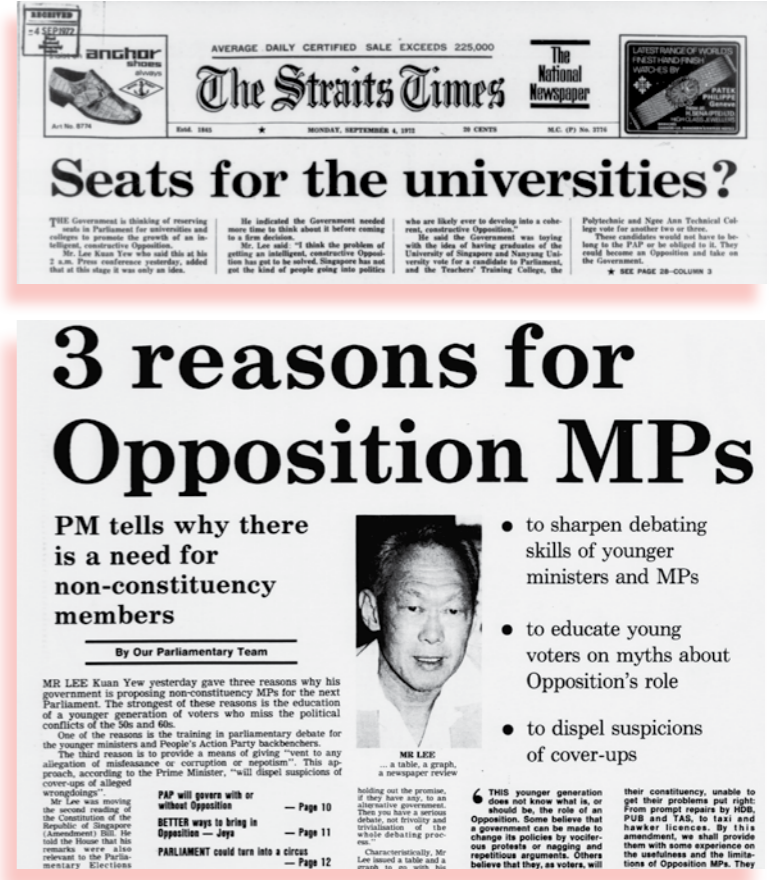 RECEIVED
-4 SEP 1972
anchor
shoes
always
Art No. 8774
AVERAGE DAILY CERTIFIED SALE EXCEEDS 225,000
The Straits Times
The
National
Newspaper
LATEST RANGE OF WORLD'S
FINEST HAND FINISH
WATCHES BY
PATEK
PHILIPPE
Geneva
Estd. 1845
★
MONDAY, SEPTEMBER 4, 1972
20 CENTS
M.C. (P) No. 2776
Seats for the universities?
THE Government is thinking of reserving
seats in Parliament for universities and
colleges to promote the growth of an in-
telligent, constructive Opposition.
Mr. Lee Kuan Yew who said this at his
2 a.m. Press conference yesterday, added
that at this stage it was only an idea.
He indicated the Government needed
more time to think about it before coming
to a firm decision.
Mr. Lee said: "I think the problem of
getting an intelligent, constructive Opposi-
tion has got to be solved. Singapore has not
got the kind of people going into politics
who are likely ever to develop into a cohe-
rent, constructive Opposition."
He said the Government was toying
with the idea of having graduates of the
University of Singapore and Nanyang Uni-
versity vote for a candidate to Parliament,
and the Teachers' Training College, the
Polytechnic and Ngee Ann Technical Col-
lege vote for another two or three.
These candidates would not have to be-
long to the PAP or be obliged to it. They
could become an Opposition and take on
the Government.
★ SEE PAGE 28—COLUMN 3
3 reasons for
Opposition MPs
PM tells why there
is a need for
non-constituency
members
By Our Parliamentary Team
MR LEE Kuan Yew yesterday gave three reasons why his
government is proposing non-constituency MPs for the next
Parliament. The strongest of these reasons is the education
of a younger generation of voters who miss the political
conflicts of the 50s and 60s.
One of the reasons is the training in parliamentary debate for
the younger ministers and People's Action Party backbenchers.
The third reason is to provide a means of giving "vent to any
allegation of misfeasance or corruption or nepotism". This ap-
proach, according to the Prime Minister, "will dispel suspicions of
cover-ups of alleged
wrongdoings".
Mr Lee was moving
the second reading of
the Constitution of the
Republic of Singapore
(Amendment) Bill. He
told the House that his
remarks were also
relevant to the Parlia-
mentary Elections
PAP will govern with or
without Opposition — Page 10
BETTER ways to bring in
Opposition — Jeya — Page 11
PARLIAMENT could turn into a circus
— Page 12
MR LEE
... a table, a graph,
a newspaper review
holding out the promise,
if they have any, to an
alternative government.
Then you have a serious
debate, not frivolity and
trivialisation of the
whole debating proc-
ess."
Characteristically, Mr
Lee issued a table and a
graph to go with his
• to sharpen debating
skills of younger
ministers and MPs
• to educate young
voters on myths about
Opposition's role
• to dispel suspicions
of cover-ups
❛ THIS younger generation
does not know what is, or
should be, the role of an
Opposition. Some believe that
a government can be made to
change its policies by vocifer-
ous protests or nagging and
repetitious arguments. Others
believe that they, as voters, will
their constituency, unable to
get their problems put right:
From prompt repairs by HDB,
PUB and TAS, to taxi and
hawker licences. By this
amendment, we shall provide
them with some experience on
the usefulness and the limita-
tions of Opposition MPs. They